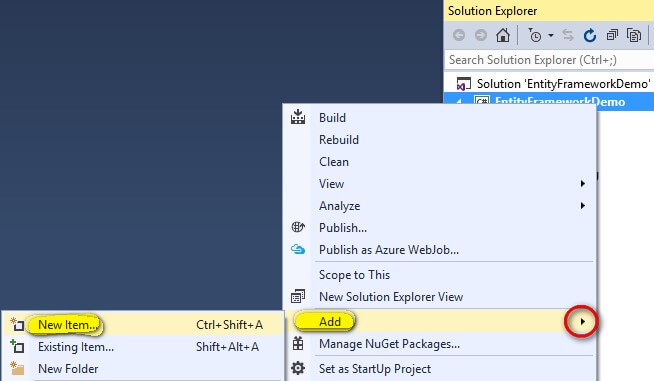 Solution Explorer
Search Solution Explorer (Ctrl+;)
Solution 'EntityFrameworkDemo'
C# EntityFrameworkDemo
Build
Rebuild
Clean
View
Analyze
Publish...
Publish as Azure WebJob...
Scope to This
New Solution Explorer View
Add
Manage NuGet Packages...
Set as StartUp Project
New Item... Ctrl+Shift+A
Existing Item... Shift+Alt+A
New Folder